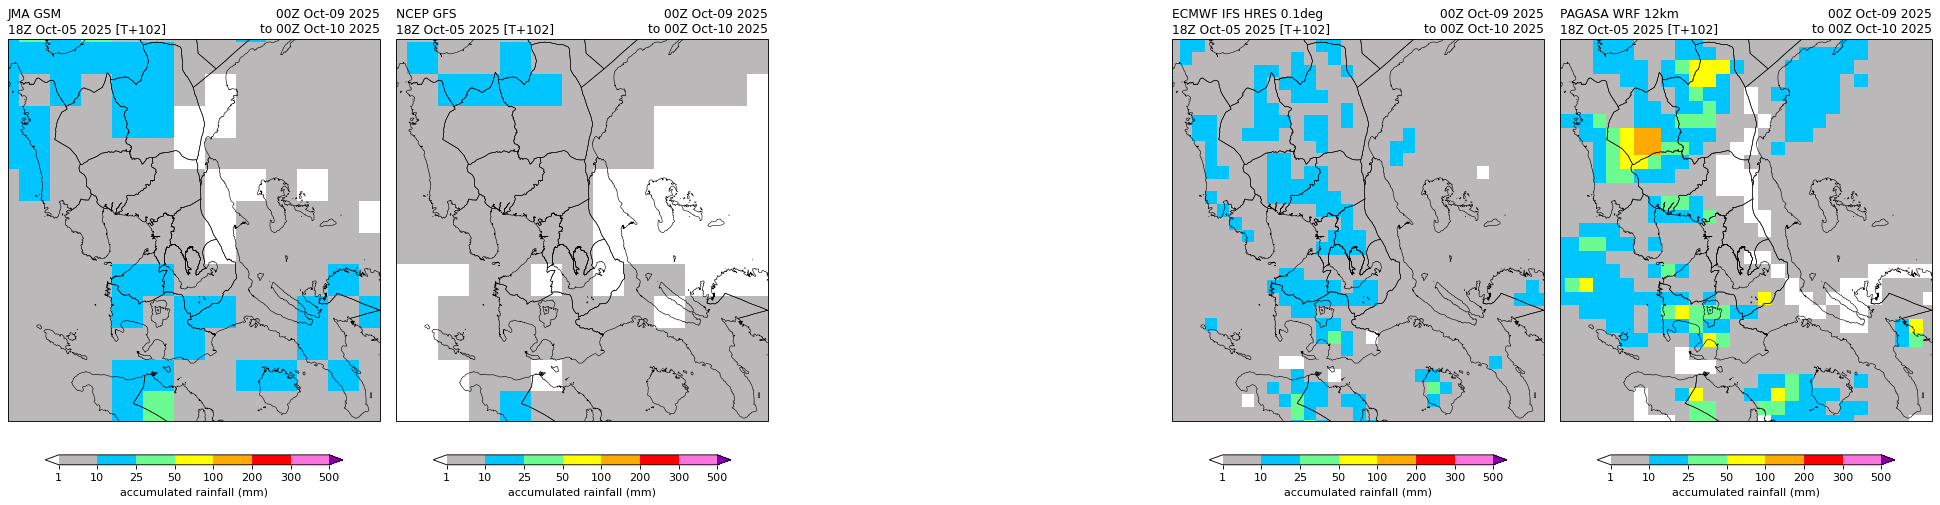 JMA GSM 00Z Oct-09 2025
18Z Oct-05 2025 [T+102] to 00Z Oct-10 2025
1 10 25 50 100 200 300 500
accumulated rainfall (mm)
NCEP GFS 00Z Oct-09 2025
18Z Oct-05 2025 [T+102] to 00Z Oct-10 2025
1 10 25 50 100 200 300 500
accumulated rainfall (mm)
ECMWF IFS HRES 0.1deg 00Z Oct-09 2025
18Z Oct-05 2025 [T+102] to 00Z Oct-10 2025
1 10 25 50 100 200 300 500
accumulated rainfall (mm)
PAGASA WRF 12km 00Z Oct-09 2025
18Z Oct-05 2025 [T+102] to 00Z Oct-10 2025
1 10 25 50 100 200 300 500
accumulated rainfall (mm)